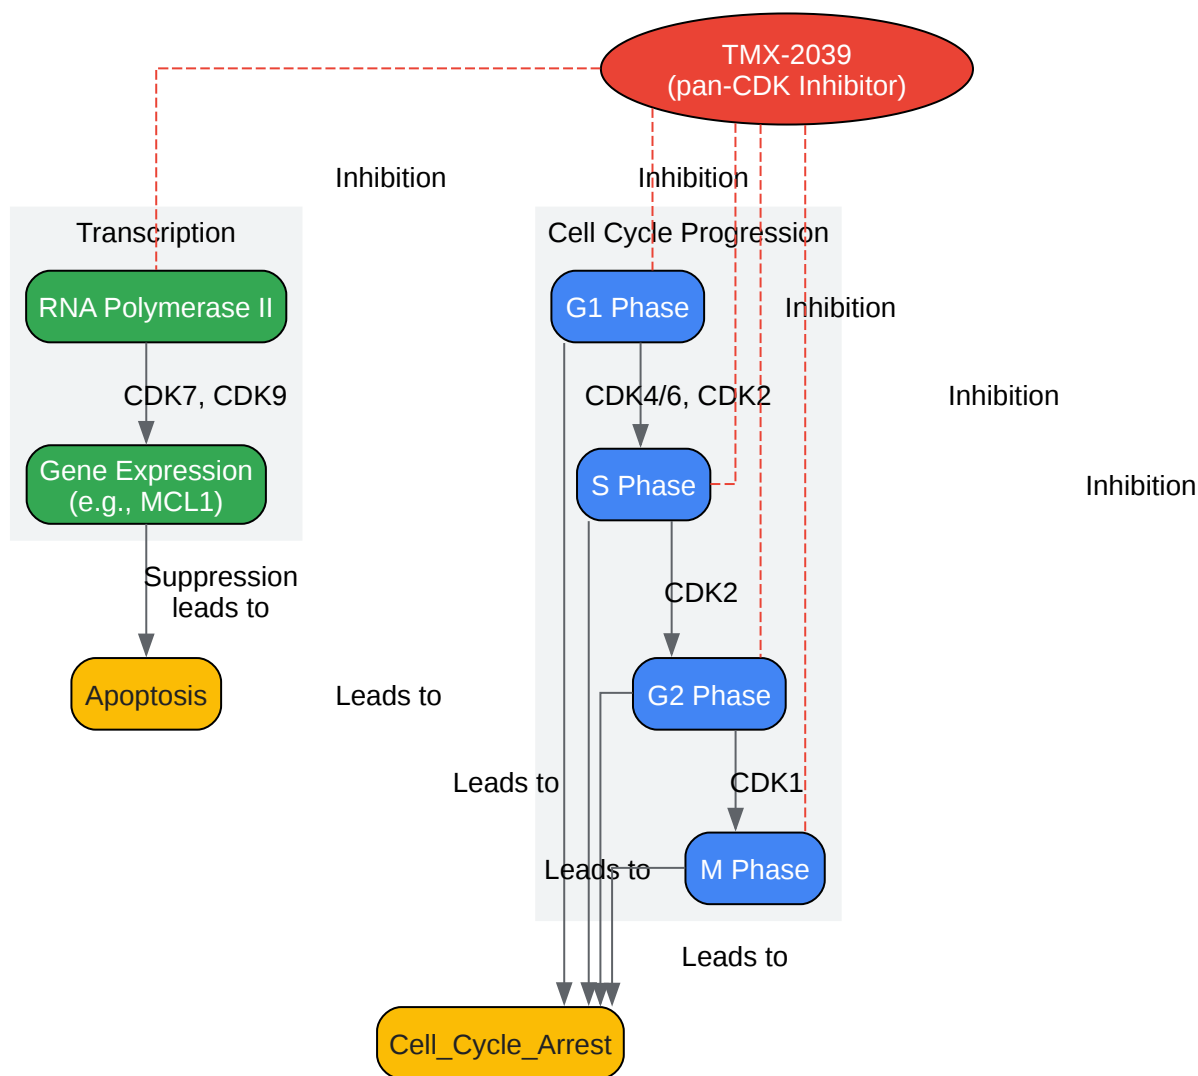 TMX-2039
(pan-CDK Inhibitor)
Inhibition
Inhibition
Transcription
Cell Cycle Progression
RNA Polymerase II
G1 Phase
Inhibition
CDK7, CDK9
CDK4/6, CDK2
Inhibition
Gene Expression
(e.g., MCL1)
S Phase
Inhibition
Suppression
leads to
CDK2
Apoptosis
Leads to
G2 Phase
Leads to
CDK1
Leads to
M Phase
Leads to
Cell_Cycle_Arrest